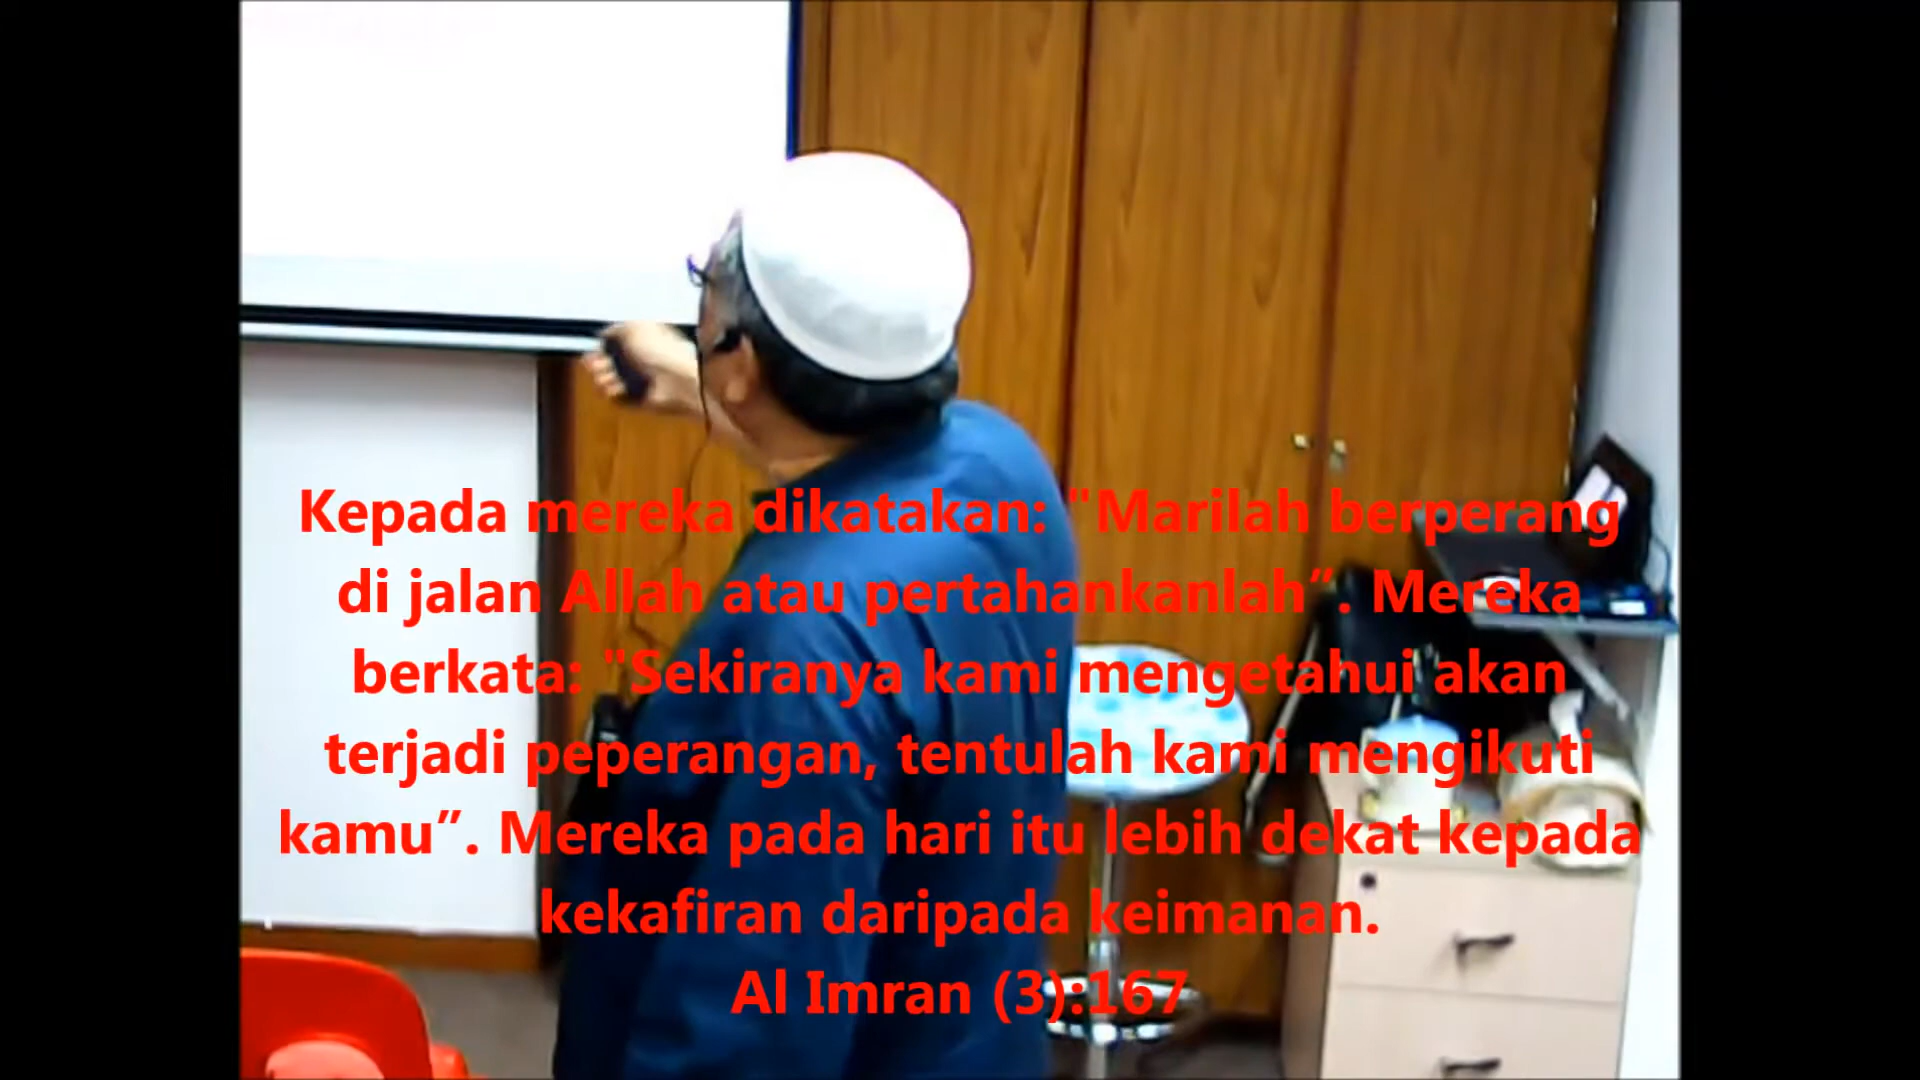 Kepada mereka dikatakan: "Marilah berperang
di jalan Allah atau pertahankanlah”. Mereka
berkata: "Sekiranya kami mengetahui akan
terjadi peperangan, tentulah kami mengikuti
kamu”. Mereka pada hari itu lebih dekat kepada
kekafiran daripada keimanan.
Al Imran (3):167